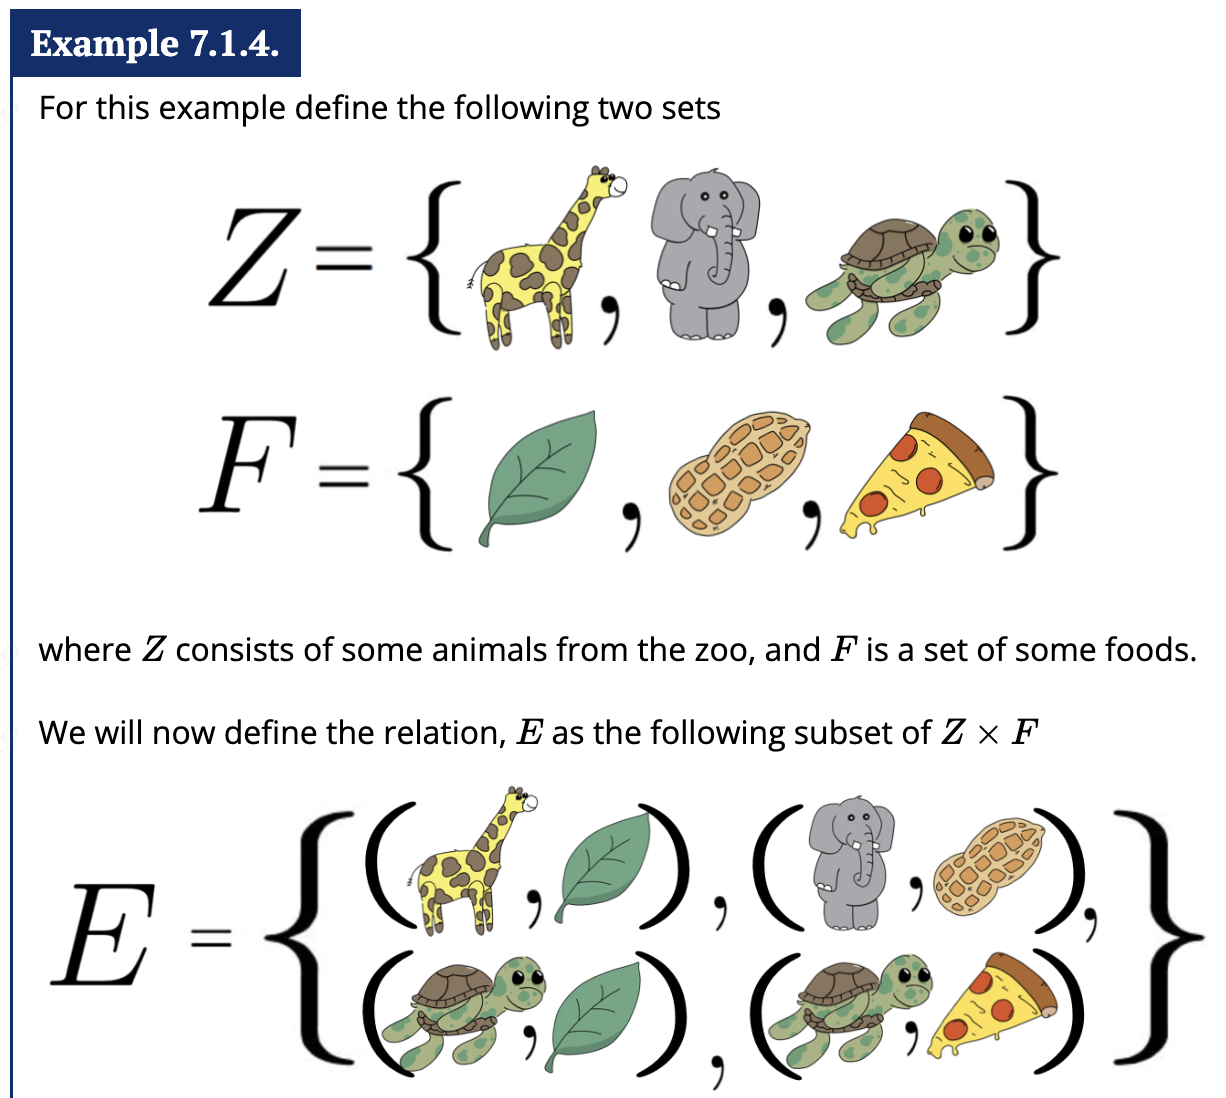 Example 7.1.4.
For this example define the following two sets
Z = { , , }
F = { , , }
where Z consists of some animals from the zoo, and F is a set of some foods.
We will now define the relation, E as the following subset of Z × F
E = { ( , ) , ( , ) ,
( , ) , ( , ) }